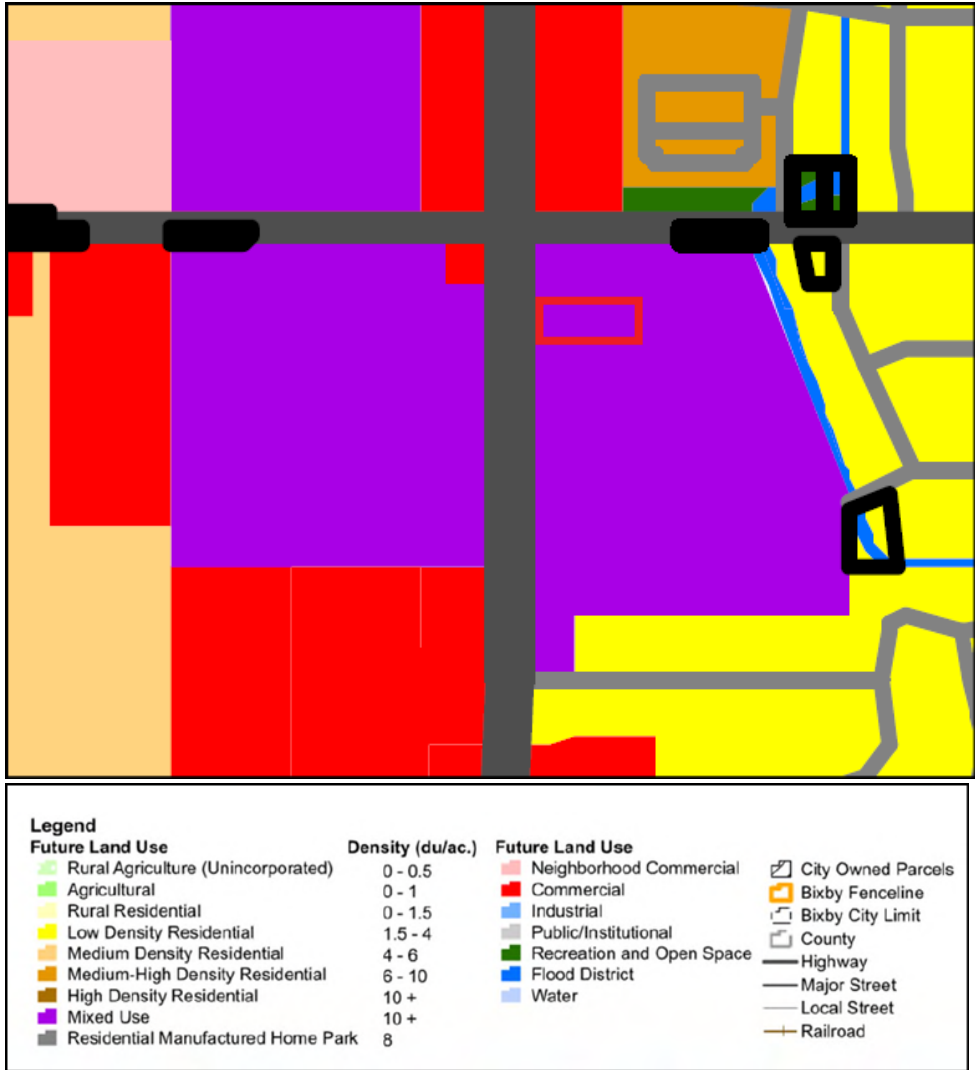 Legend
Future Land Use Density (du/ac.)
Rural Agriculture (Unincorporated) 0 - 0.5
Agricultural 0 - 1
Rural Residential 0 - 1.5
Low Density Residential 1.5 - 4
Medium Density Residential 4 - 6
Medium-High Density Residential 6 - 10
High Density Residential 10 +
Mixed Use 10 +
Residential Manufactured Home Park 8
Future Land Use
Neighborhood Commercial
Commercial
Industrial
Public/Institutional
Recreation and Open Space
Flood District
Water
City Owned Parcels
Bixby Fenceline
Bixby City Limit
County
Highway
Major Street
Local Street
Railroad